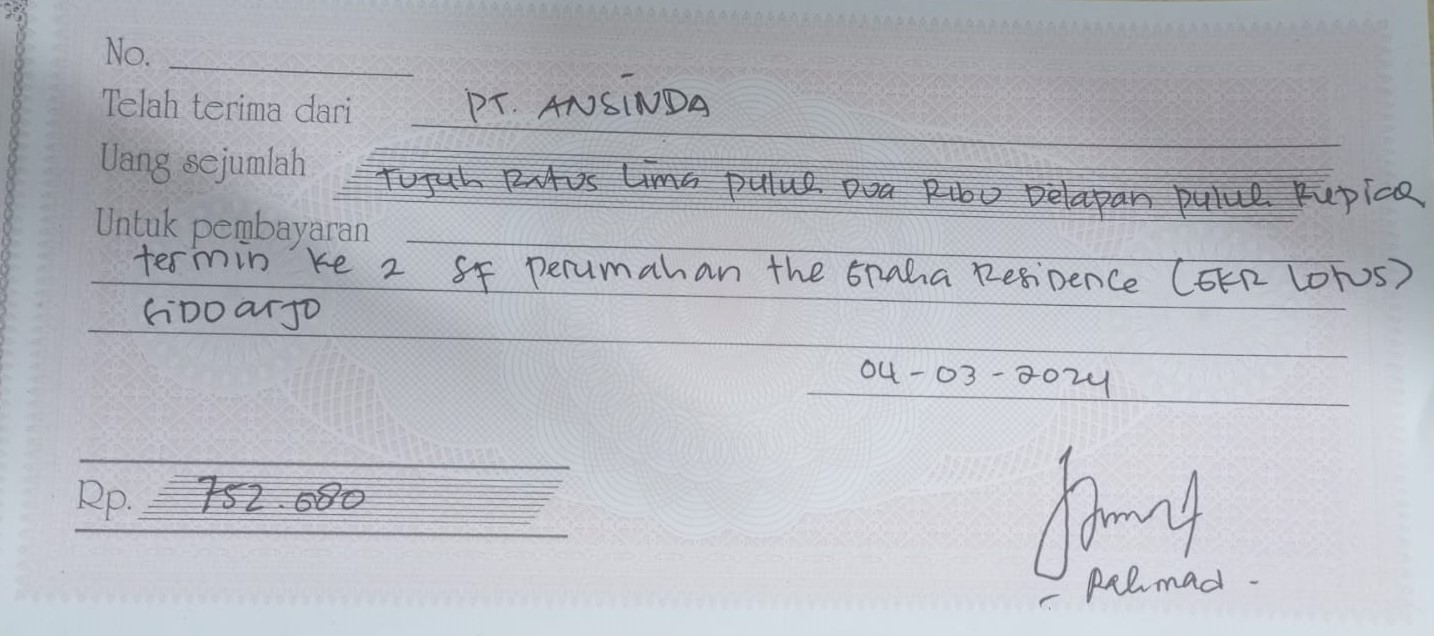 No.
Telah terima dari PT. ANSINDA
Uang sejumlah Tujuh Ratus Lima puluh Dua Ribu Delapan puluh Rupiah
Untuk pembayaran
termin ke 2 SF perumahan the Graha Residence (GKR Lotus)
SiDOarjo
04-03-2024
Rp. 752.080
Rahmad